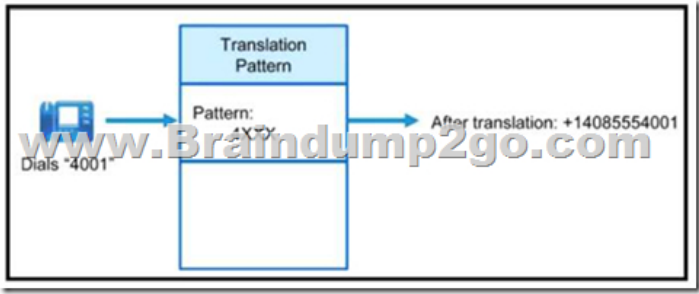 Translation
Pattern
Pattern:
www.Braindump2go.com
Dials "4001"
After translation: +14085554001